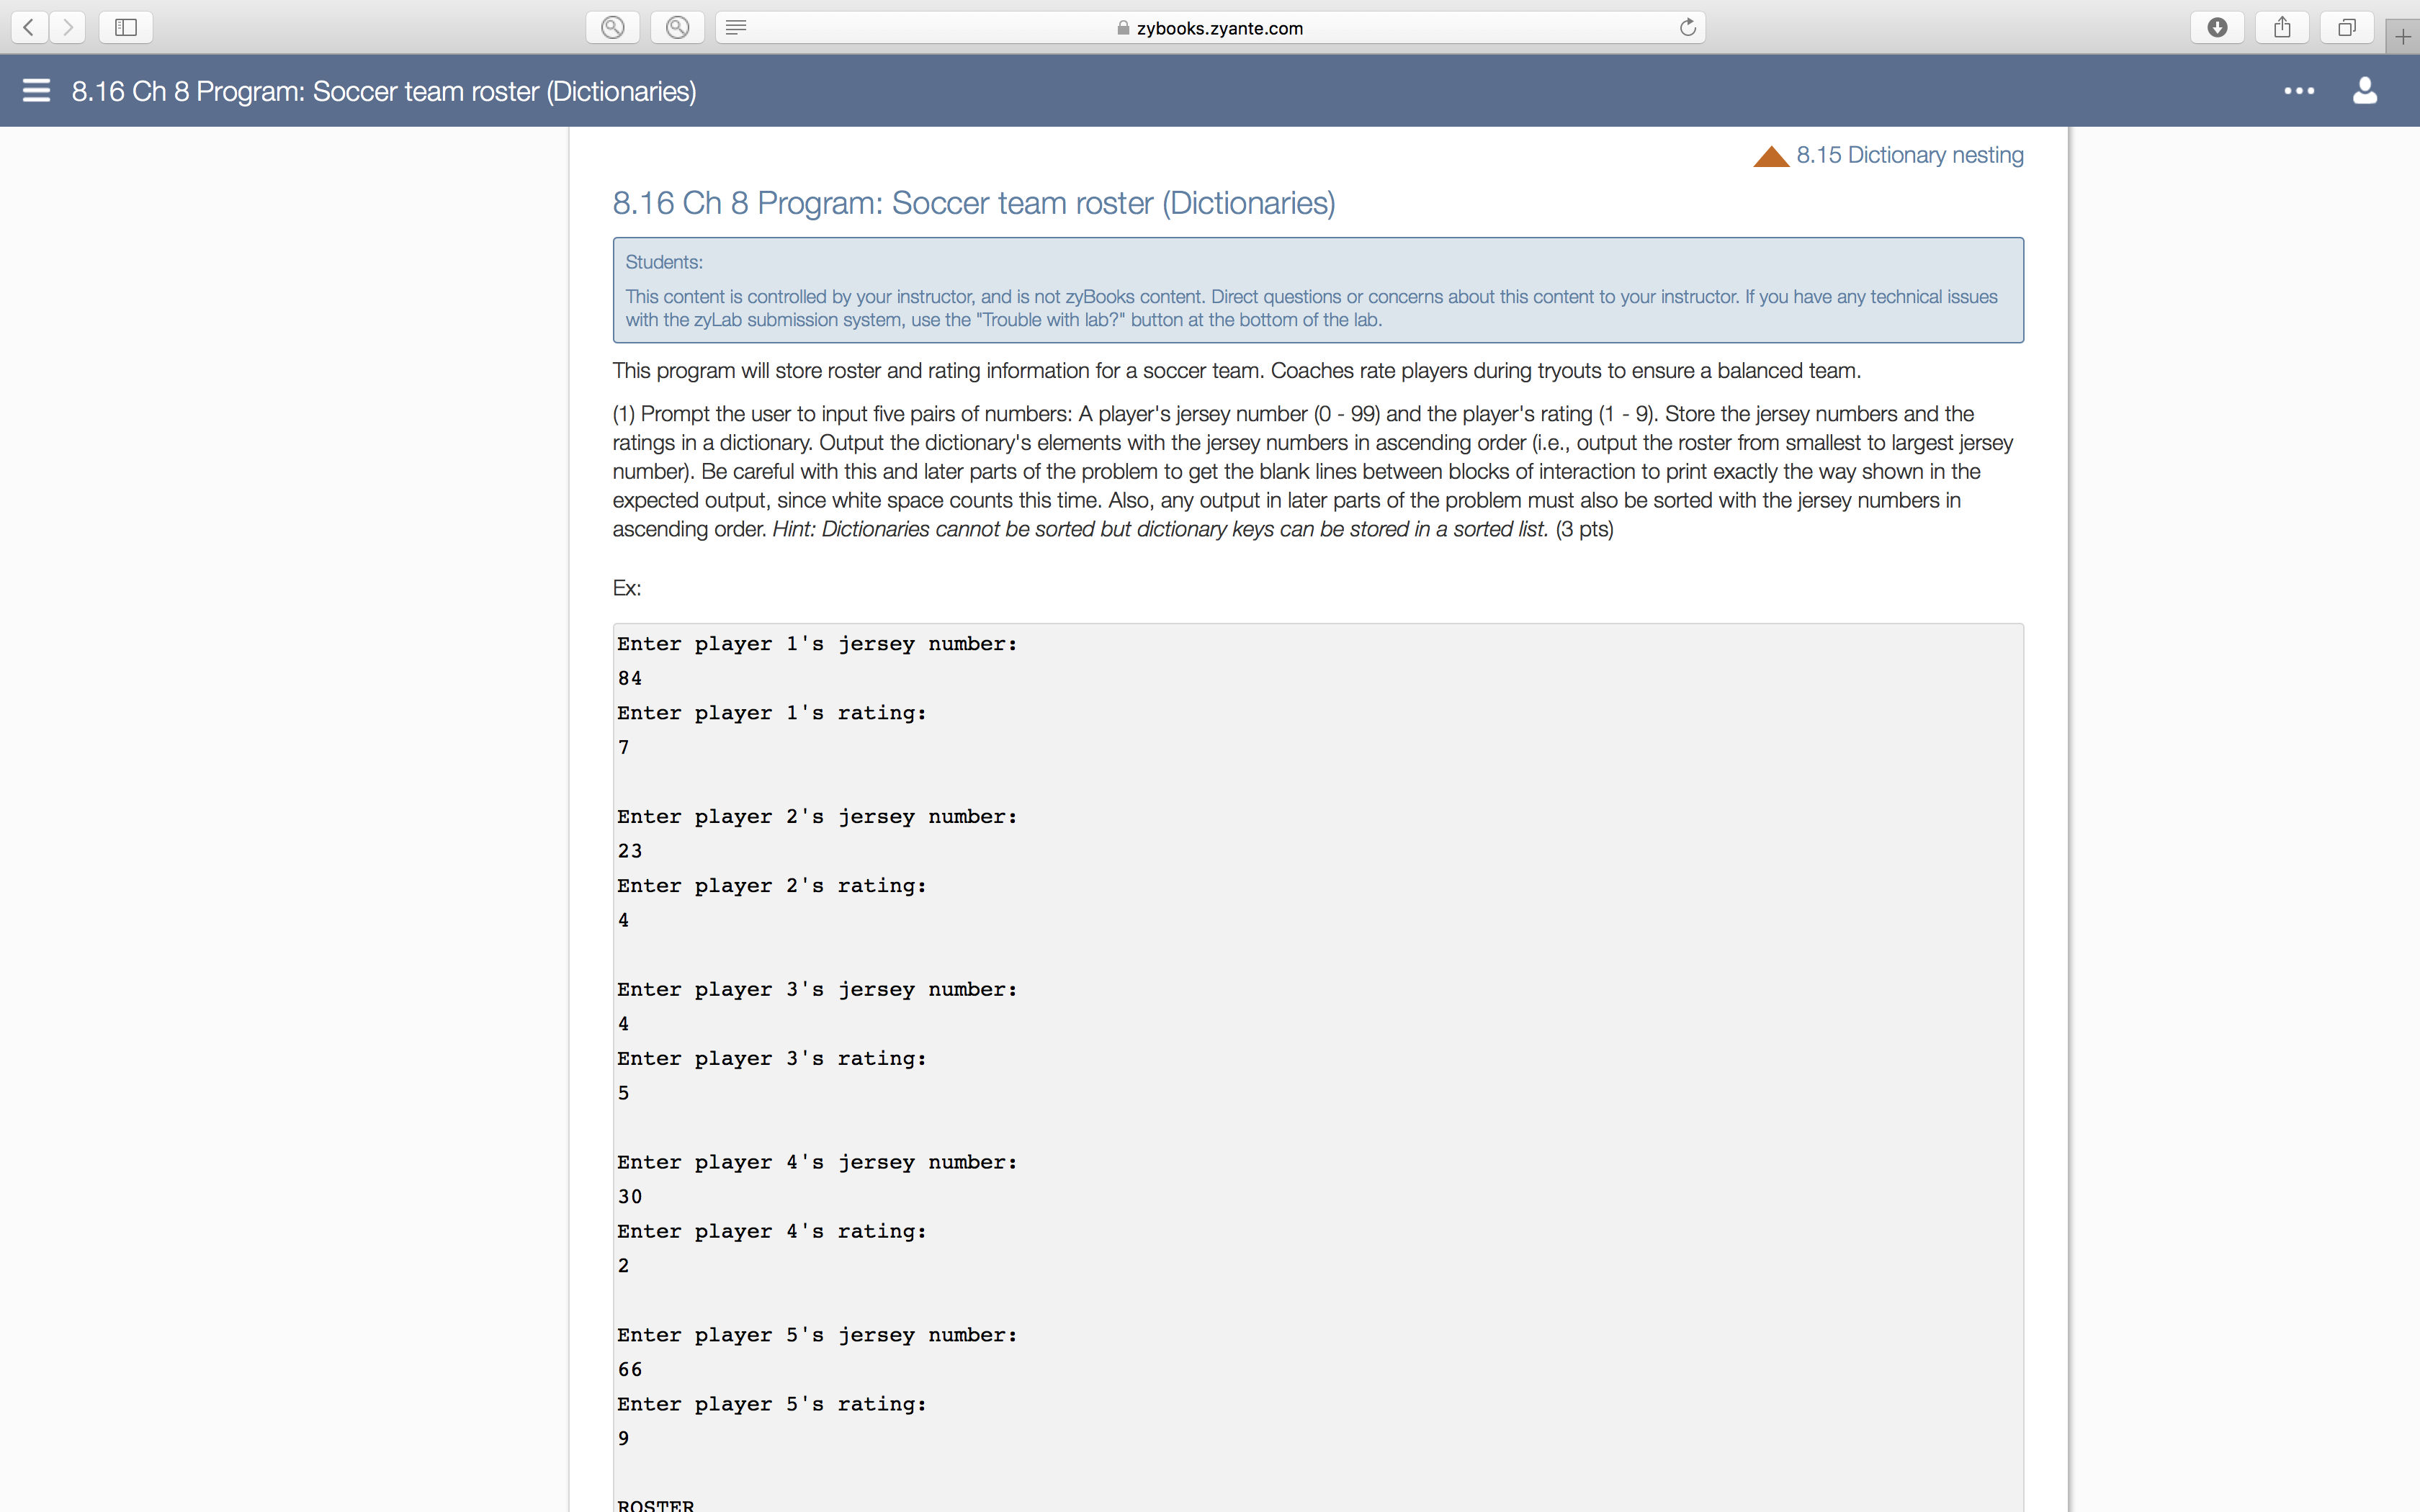 zybooks.zyante.com
8.16 Ch 8 Program: Soccer team roster (Dictionaries)
8.15 Dictionary nesting
8.16 Ch 8 Program: Soccer team roster (Dictionaries)
Students:
This content is controlled by your instructor, and is not zyBooks content. Direct questions or concerns about this content to your instructor. If you have any technical issues
with the zyLab submission system, use the "Trouble with lab?" button at the bottom of the lab.
This program will store roster and rating information for a soccer team. Coaches rate players during tryouts to ensure a balanced team.
(1) Prompt the user to input five pairs of numbers: A player's jersey number (0 - 99) and the player's rating (1 - 9). Store the jersey numbers and the
ratings in a dictionary. Output the dictionary's elements with the jersey numbers in ascending order (i.e., output the roster from smallest to largest jersey
number). Be careful with this and later parts of the problem to get the blank lines between blocks of interaction to print exactly the way shown in the
expected output, since white space counts this time. Also, any output in later parts of the problem must also be sorted with the jersey numbers in
ascending order. Hint: Dictionaries cannot be sorted but dictionary keys can be stored in a sorted list. (3 pts)
Ex:
Enter player 1's jersey number:
84
Enter player 1's rating:
7
Enter player 2's jersey number:
23
Enter player 2's rating:
4
Enter player 3's jersey number:
4
Enter player 3's rating:
5
Enter player 4's jersey number:
30
Enter player 4's rating:
2
Enter player 5's jersey number:
66
Enter player 5's rating:
9
ROSTER